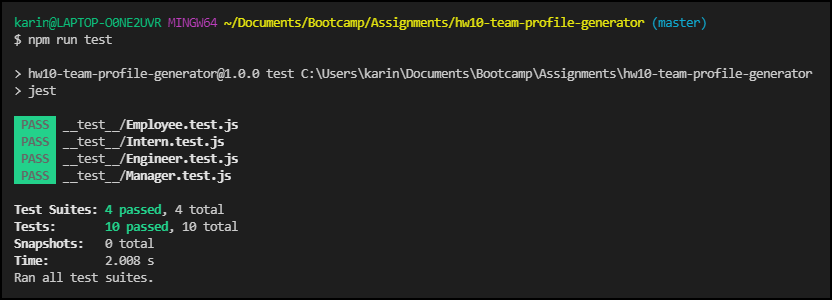 karin@LAPTOP-O0NE2UVR MINGW64 ~/Documents/Bootcamp/Assignments/hw10-team-profile-generator (master)
$ npm run test
> hw10-team-profile-generator@1.0.0 test C:\Users\karin\Documents\Bootcamp\Assignments\hw10-team-profile-generator
> jest
PASS __test__/Employee.test.js
PASS __test__/Intern.test.js
PASS __test__/Engineer.test.js
PASS __test__/Manager.test.js
Test Suites: 4 passed, 4 total
Tests: 10 passed, 10 total
Snapshots: 0 total
Time: 2.008 s
Ran all test suites.